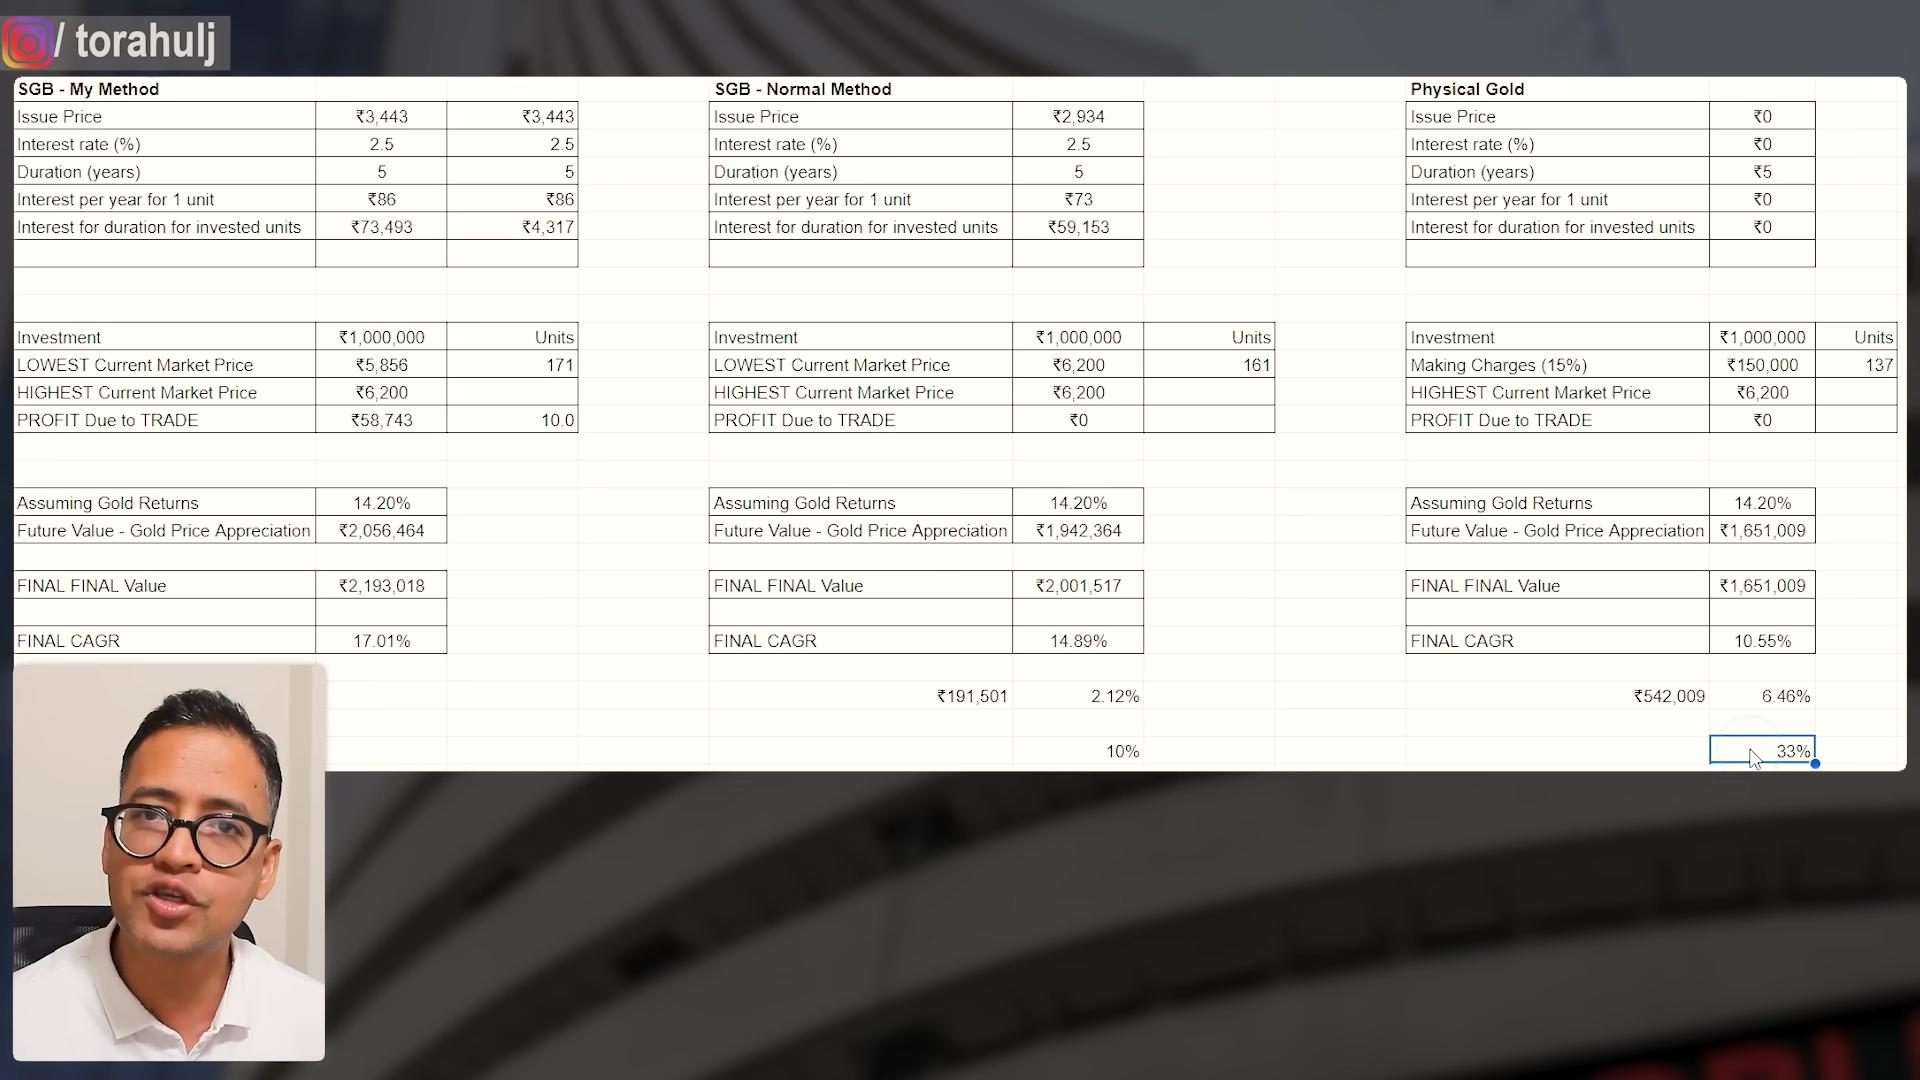 / torahulj
SGB - My Method
Issue Price ₹3,443 ₹3,443
Interest rate (%) 2.5 2.5
Duration (years) 5 5
Interest per year for 1 unit ₹86 ₹86
Interest for duration for invested units ₹73,493 ₹4,317
Investment ₹1,000,000 Units
LOWEST Current Market Price ₹5,856 171
HIGHEST Current Market Price ₹6,200
PROFIT Due to TRADE ₹58,743 10.0
Assuming Gold Returns 14.20%
Future Value - Gold Price Appreciation ₹2,056,464
FINAL FINAL Value ₹2,193,018
FINAL CAGR 17.01%
SGB - Normal Method
Issue Price ₹2,934
Interest rate (%) 2.5
Duration (years) 5
Interest per year for 1 unit ₹73
Interest for duration for invested units ₹59,153
Investment ₹1,000,000 Units
LOWEST Current Market Price ₹6,200 161
HIGHEST Current Market Price ₹6,200
PROFIT Due to TRADE ₹0
Assuming Gold Returns 14.20%
Future Value - Gold Price Appreciation ₹1,942,364
FINAL FINAL Value ₹2,001,517
FINAL CAGR 14.89%
₹191,501 2.12%
10%
Physical Gold
Issue Price ₹0
Interest rate (%) ₹0
Duration (years) ₹5
Interest per year for 1 unit ₹0
Interest for duration for invested units ₹0
Investment ₹1,000,000 Units
Making Charges (15%) ₹150,000 137
HIGHEST Current Market Price ₹6,200
PROFIT Due to TRADE ₹0
Assuming Gold Returns 14.20%
Future Value - Gold Price Appreciation ₹1,651,009
FINAL FINAL Value ₹1,651,009
FINAL CAGR 10.55%
₹542,009 6.46%
33%